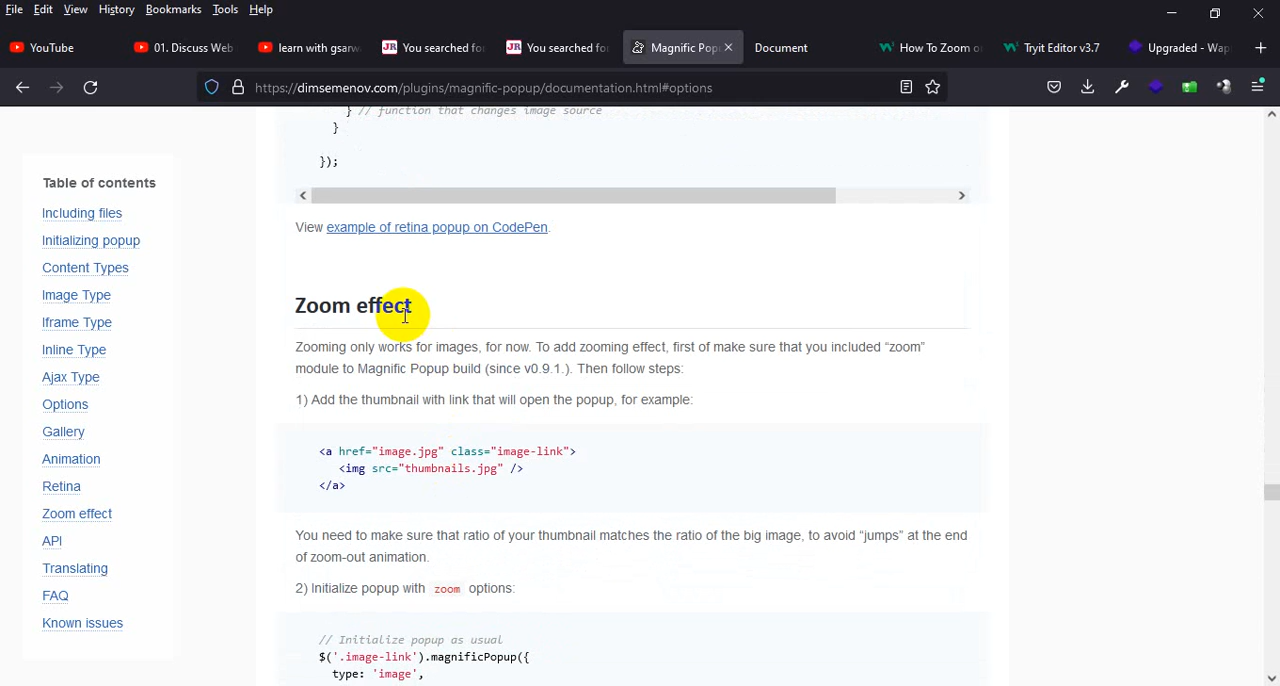 File Edit View History Bookmarks Tools Help
YouTube
01. Discuss Web
learn with gsarw
You searched fo
You searched fo
Magnific Pop
Document
How To Zoom o
Tryit Editor v3.7
Upgraded - Wap
https://dimsemenov.com/plugins/magnific-popup/documentation.html#options
} // function that changes image source
}
});
View example of retina popup on CodePen.
Table of contents
Including files
Initializing popup
Content Types
Image Type
Iframe Type
Inline Type
Ajax Type
Options
Gallery
Animation
Retina
Zoom effect
API
Translating
FAQ
Known issues
Zoom effect
Zooming only works for images, for now. To add zooming effect, first of make sure that you included “zoom”
module to Magnific Popup build (since v0.9.1.). Then follow steps:
1) Add the thumbnail with link that will open the popup, for example:
<a href="image.jpg" class="image-link">
<img src="thumbnails.jpg" />
</a>
You need to make sure that ratio of your thumbnail matches the ratio of the big image, to avoid “jumps” at the end
of zoom-out animation.
2) Initialize popup with zoom options:
// Initialize popup as usual
$('.image-link').magnificPopup({
type: 'image',